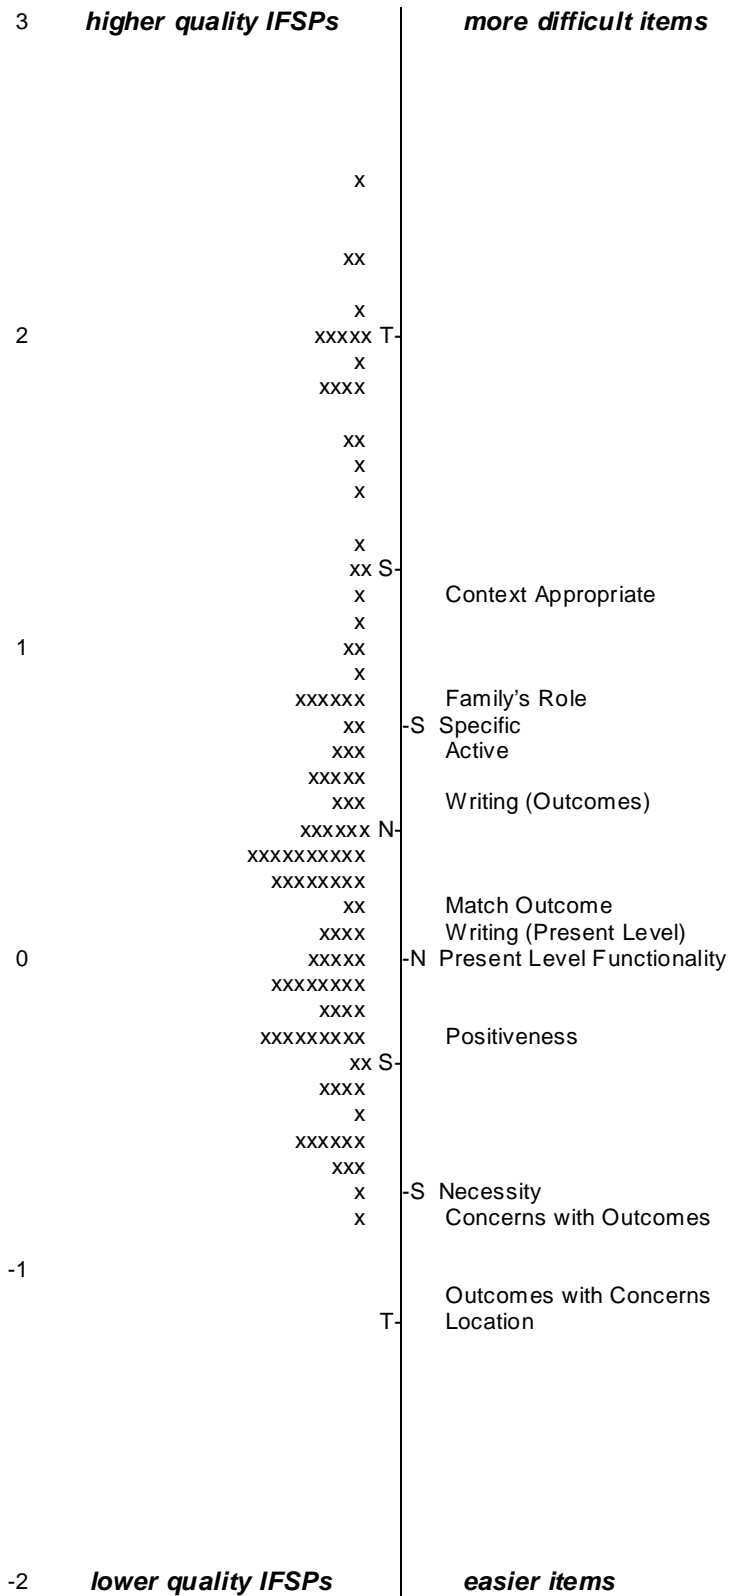 3 higher quality IFSPs more difficult items
x
xx
x
2 xxxxx T-
x
xxxx
xx
x
x
x
xx S-
x Context Appropriate
x
1 xx
x
xxxxxx Family's Role
xx -S Specific
xxx Active
xxxxx
xxx Writing (Outcomes)
xxxxxx N-
xxxxxxxxxx
xxxxxxxx
xx Match Outcome
xxxx Writing (Present Level)
0 xxxxx -N Present Level Functionality
xxxxxxxx
xxxx
xxxxxxxxx Positiveness
xx S-
xxxx
x
xxxxxx
xxx
x -S Necessity
x Concerns with Outcomes
-1
Outcomes with Concerns
T- Location
-2 lower quality IFSPs easier items